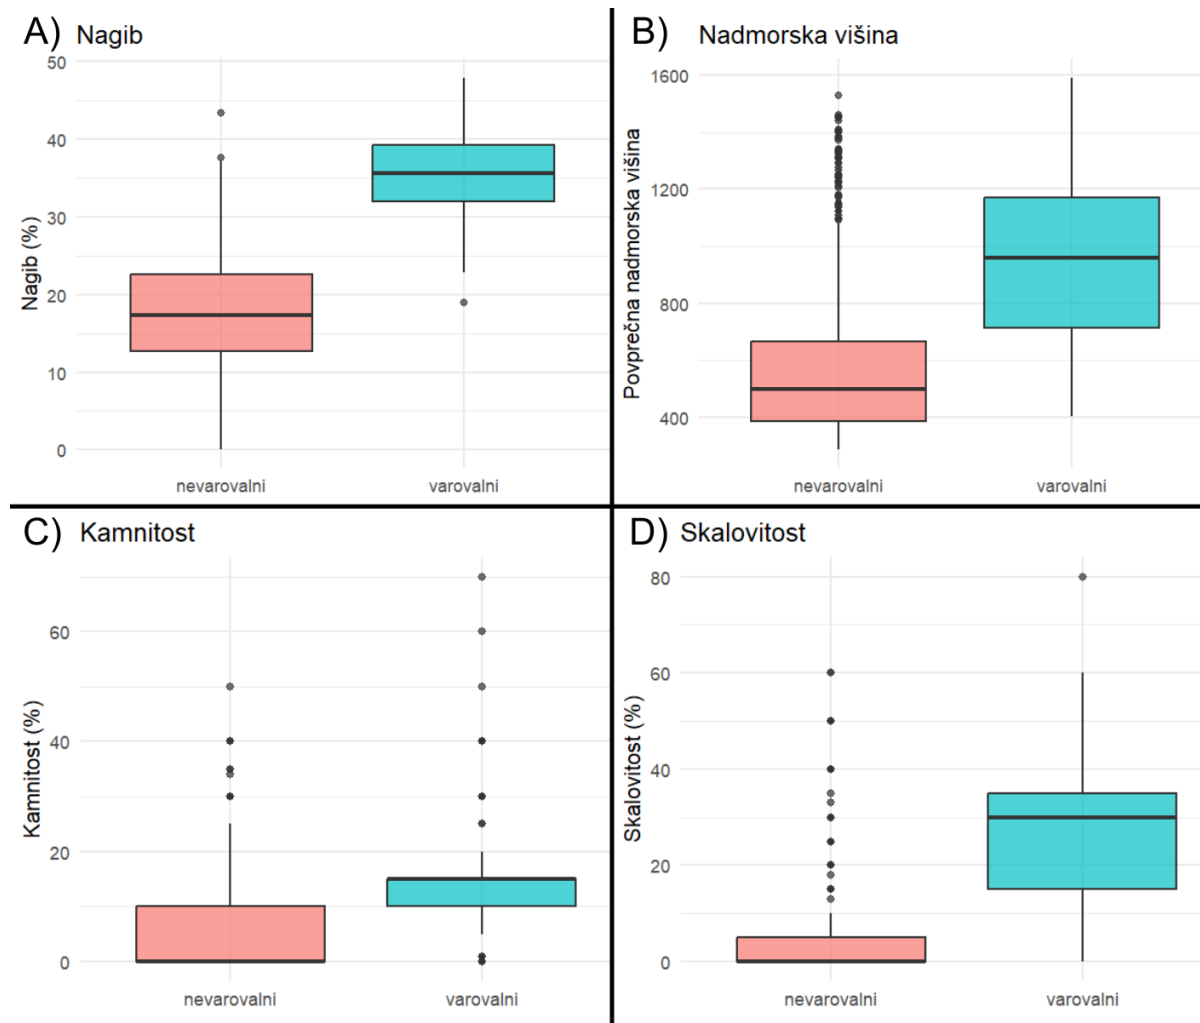 A) Nagib
Nagib (%)
50
40
30
20
10
0
nevarovalni varovalni
B) Nadmorska višina
Povprečna nadmorska višina
1600
1200
800
400
nevarovalni varovalni
C) Kamnitost
Kamnitost (%)
60
40
20
0
nevarovalni varovalni
D) Skalovitost
Skalovitost (%)
80
60
40
20
0
nevarovalni varovalni